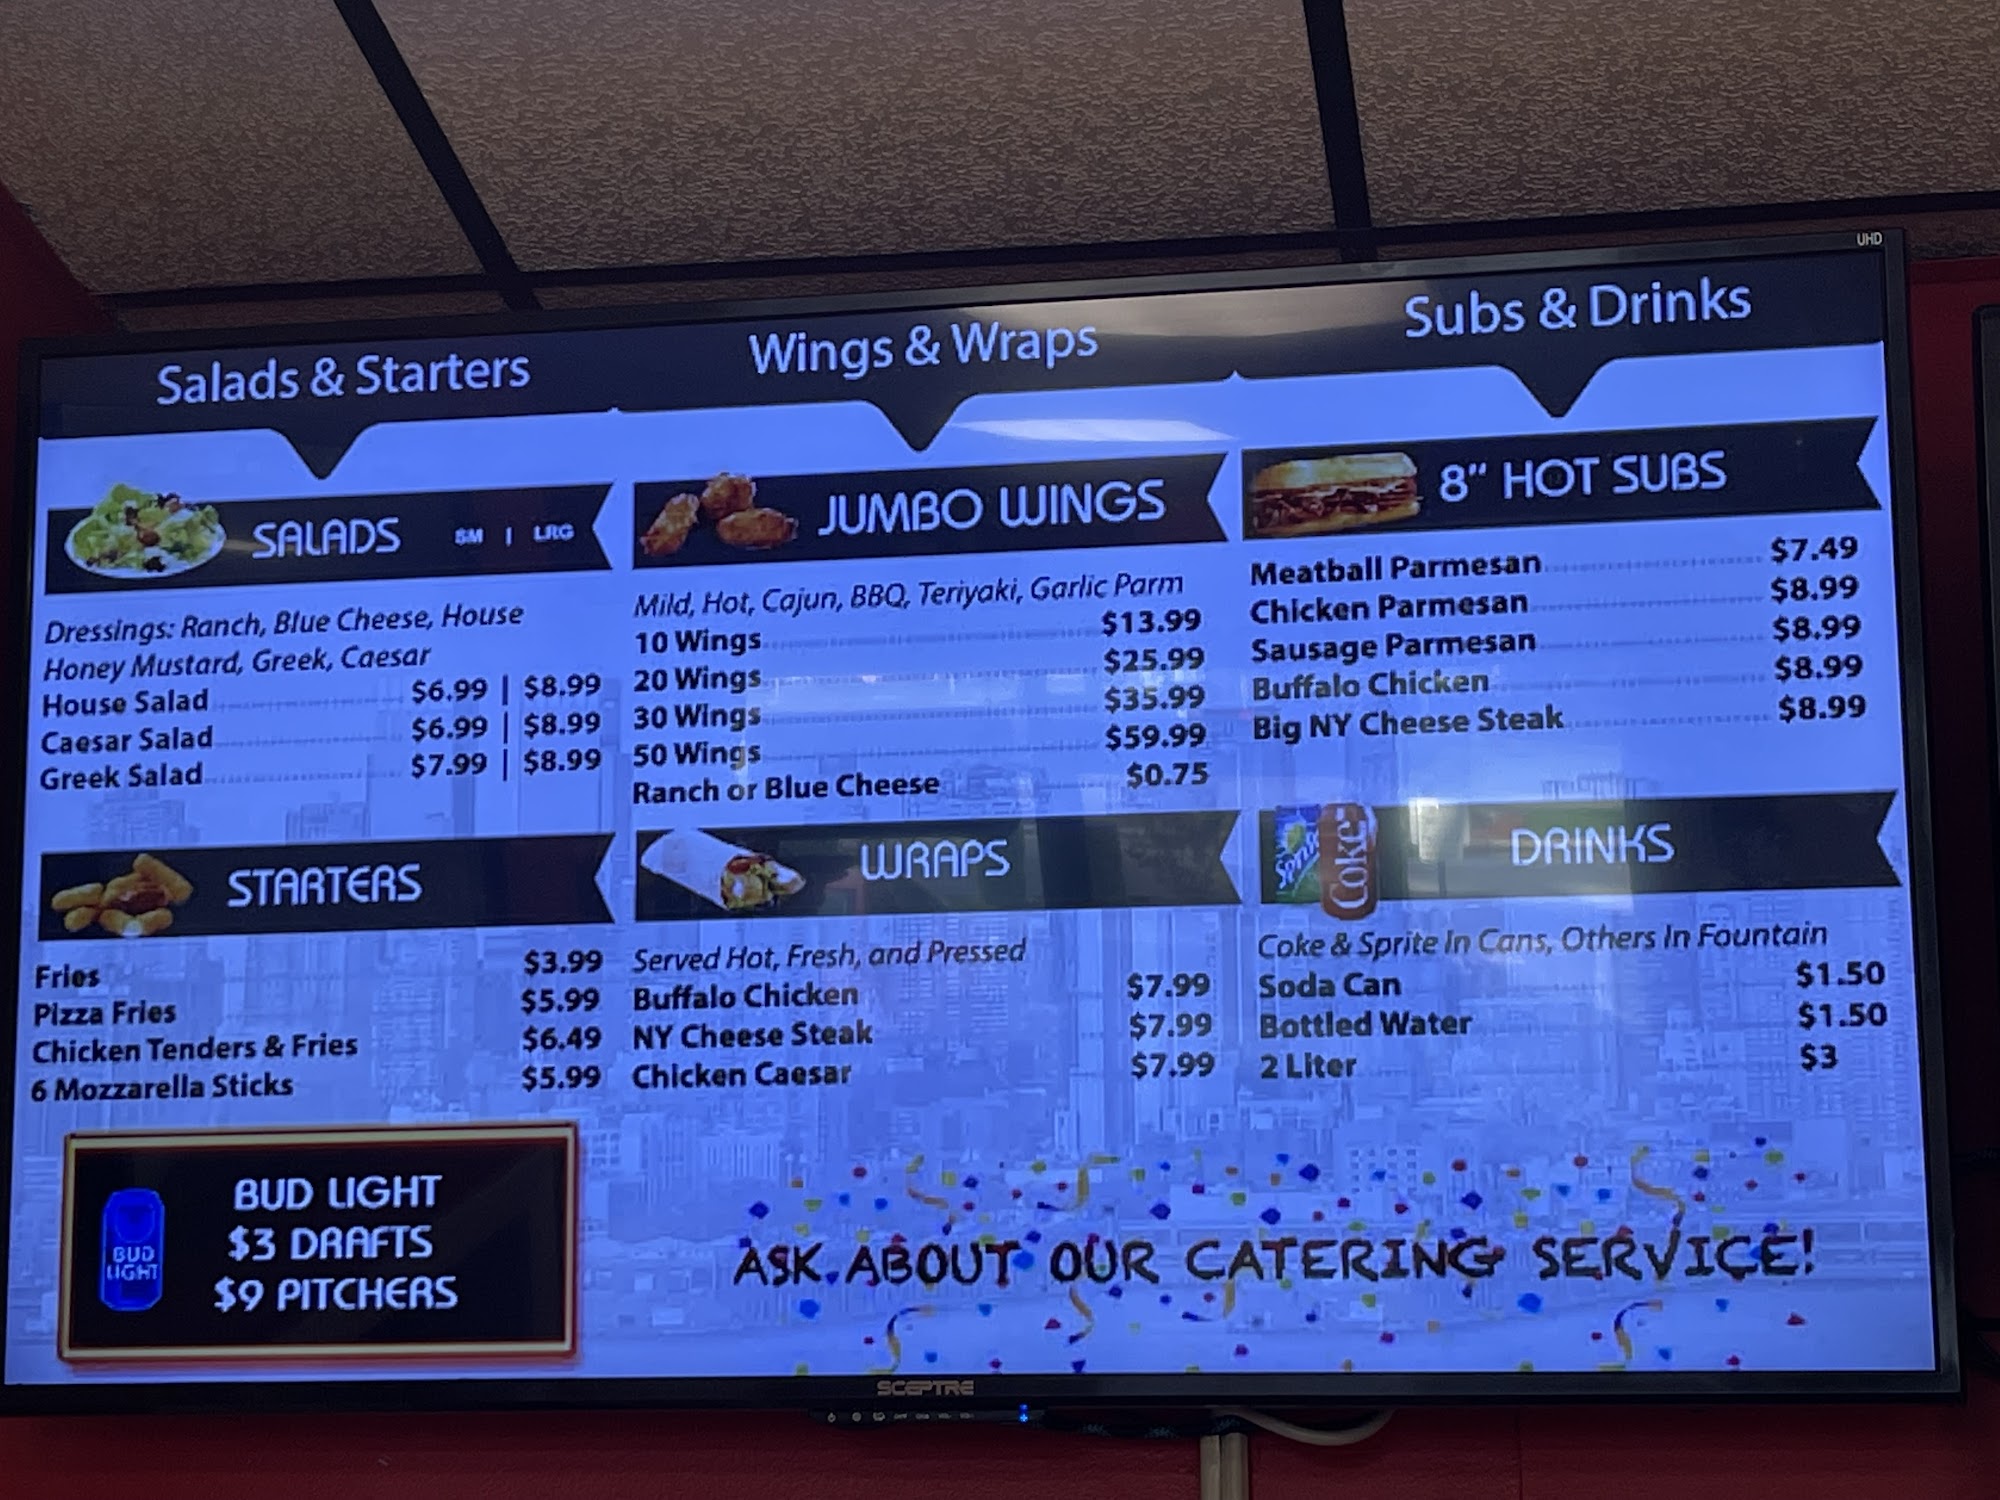 UHD
Salads & Starters
Wings & Wraps
Subs & Drinks
SALADS SM | LRG
Dressings: Ranch, Blue Cheese, House
Honey Mustard, Greek, Caesar
House Salad $6.99 | $8.99
Caesar Salad $6.99 | $8.99
Greek Salad $7.99 | $8.99
STARTERS
Fries $3.99
Pizza Fries $5.99
Chicken Tenders & Fries $6.49
6 Mozzarella Sticks $5.99
BUD LIGHT
BUD LIGHT
$3 DRAFTS
$9 PITCHERS
JUMBO WINGS
Mild, Hot, Cajun, BBQ, Teriyaki, Garlic Parm
10 Wings $13.99
20 Wings $25.99
30 Wings $35.99
50 Wings $59.99
Ranch or Blue Cheese $0.75
WRAPS
Served Hot, Fresh, and Pressed
Buffalo Chicken $7.99
NY Cheese Steak $7.99
Chicken Caesar $7.99
8" HOT SUBS
Meatball Parmesan $7.49
Chicken Parmesan $8.99
Sausage Parmesan $8.99
Buffalo Chicken $8.99
Big NY Cheese Steak $8.99
Sprite Coke DRINKS
Coke & Sprite In Cans, Others In Fountain
Soda Can $1.50
Bottled Water $1.50
2 Liter $3
ASK ABOUT OUR CATERING SERVICE!
SCEPTRE